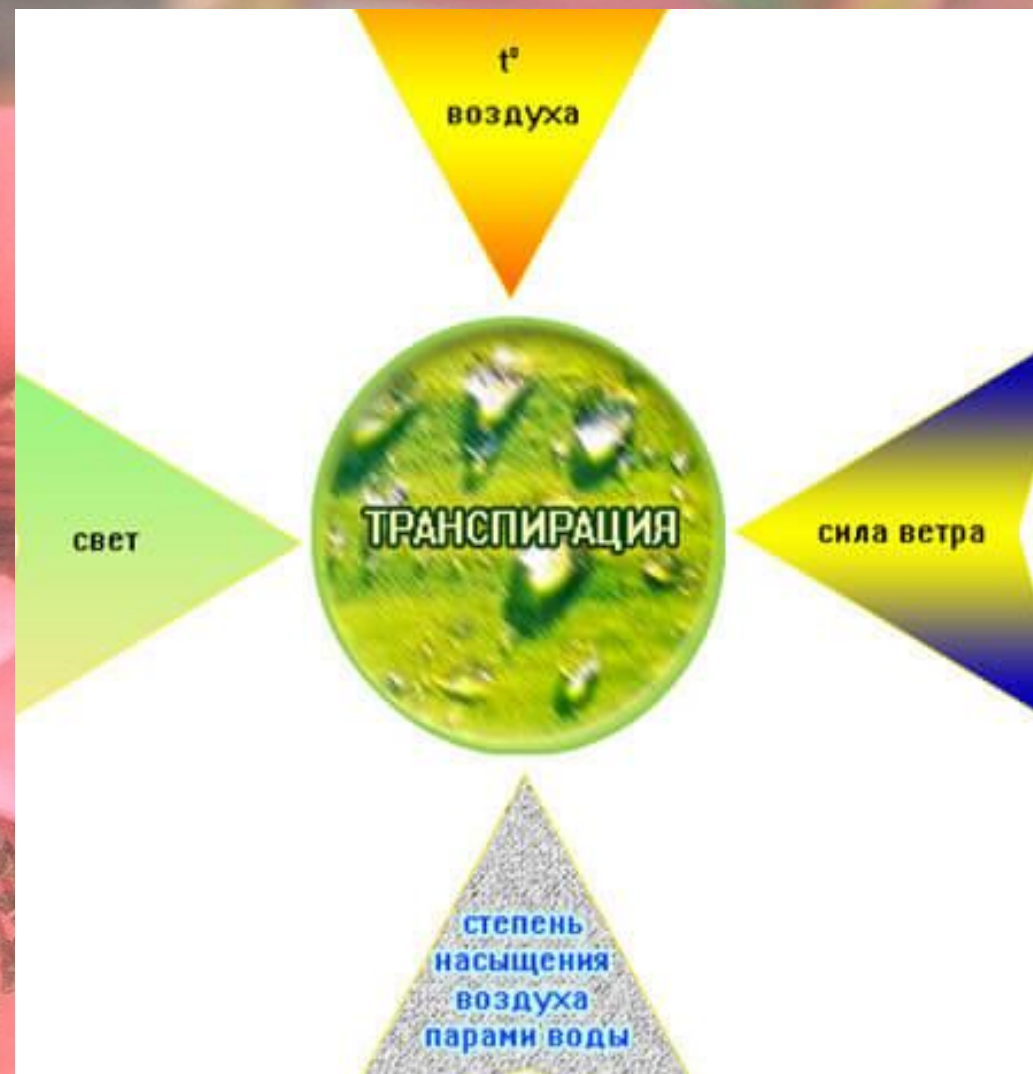 t°
воздуха
свет
ТРАНСПИРАЦИЯ
сила ветра
степень
насыщения
воздуха
парами воды